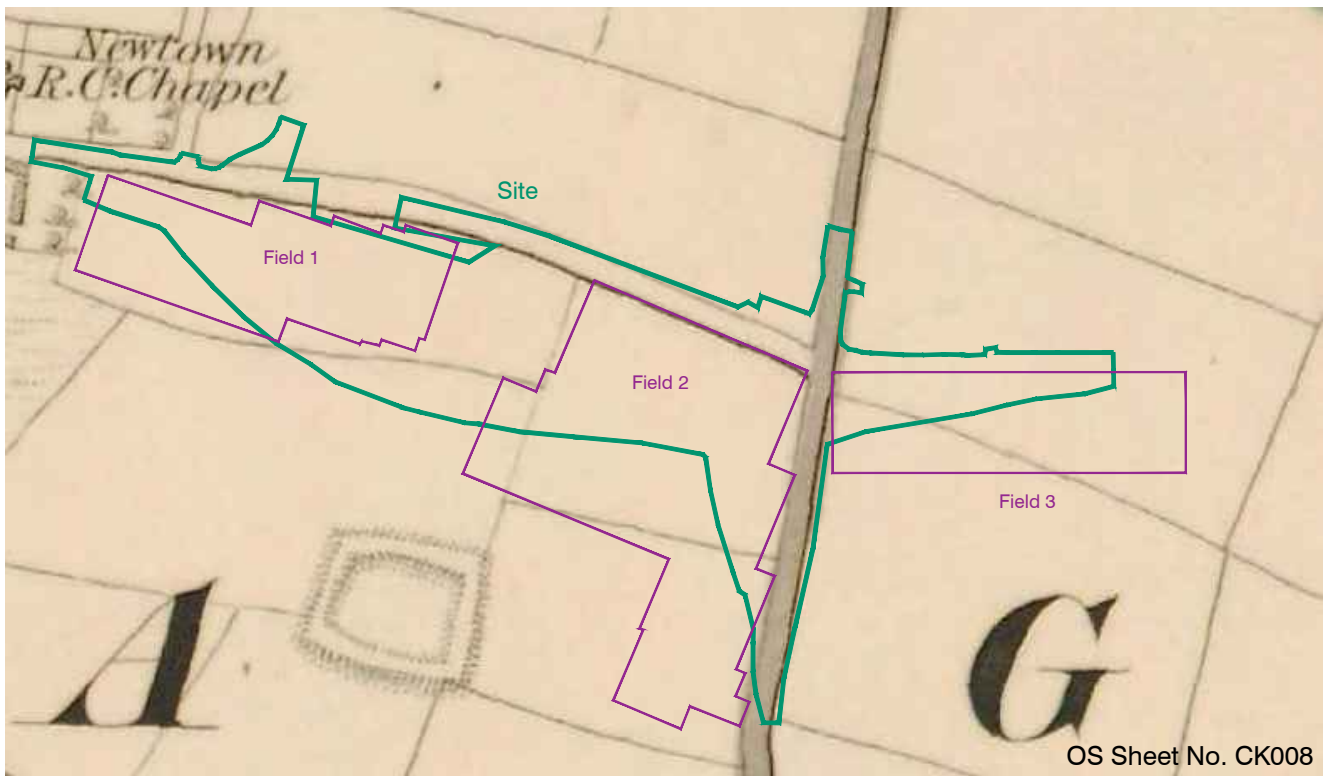 Newtown
R.C. Chapel
Site
Field 1
Field 2
Field 3
A
G
OS Sheet No. CK008